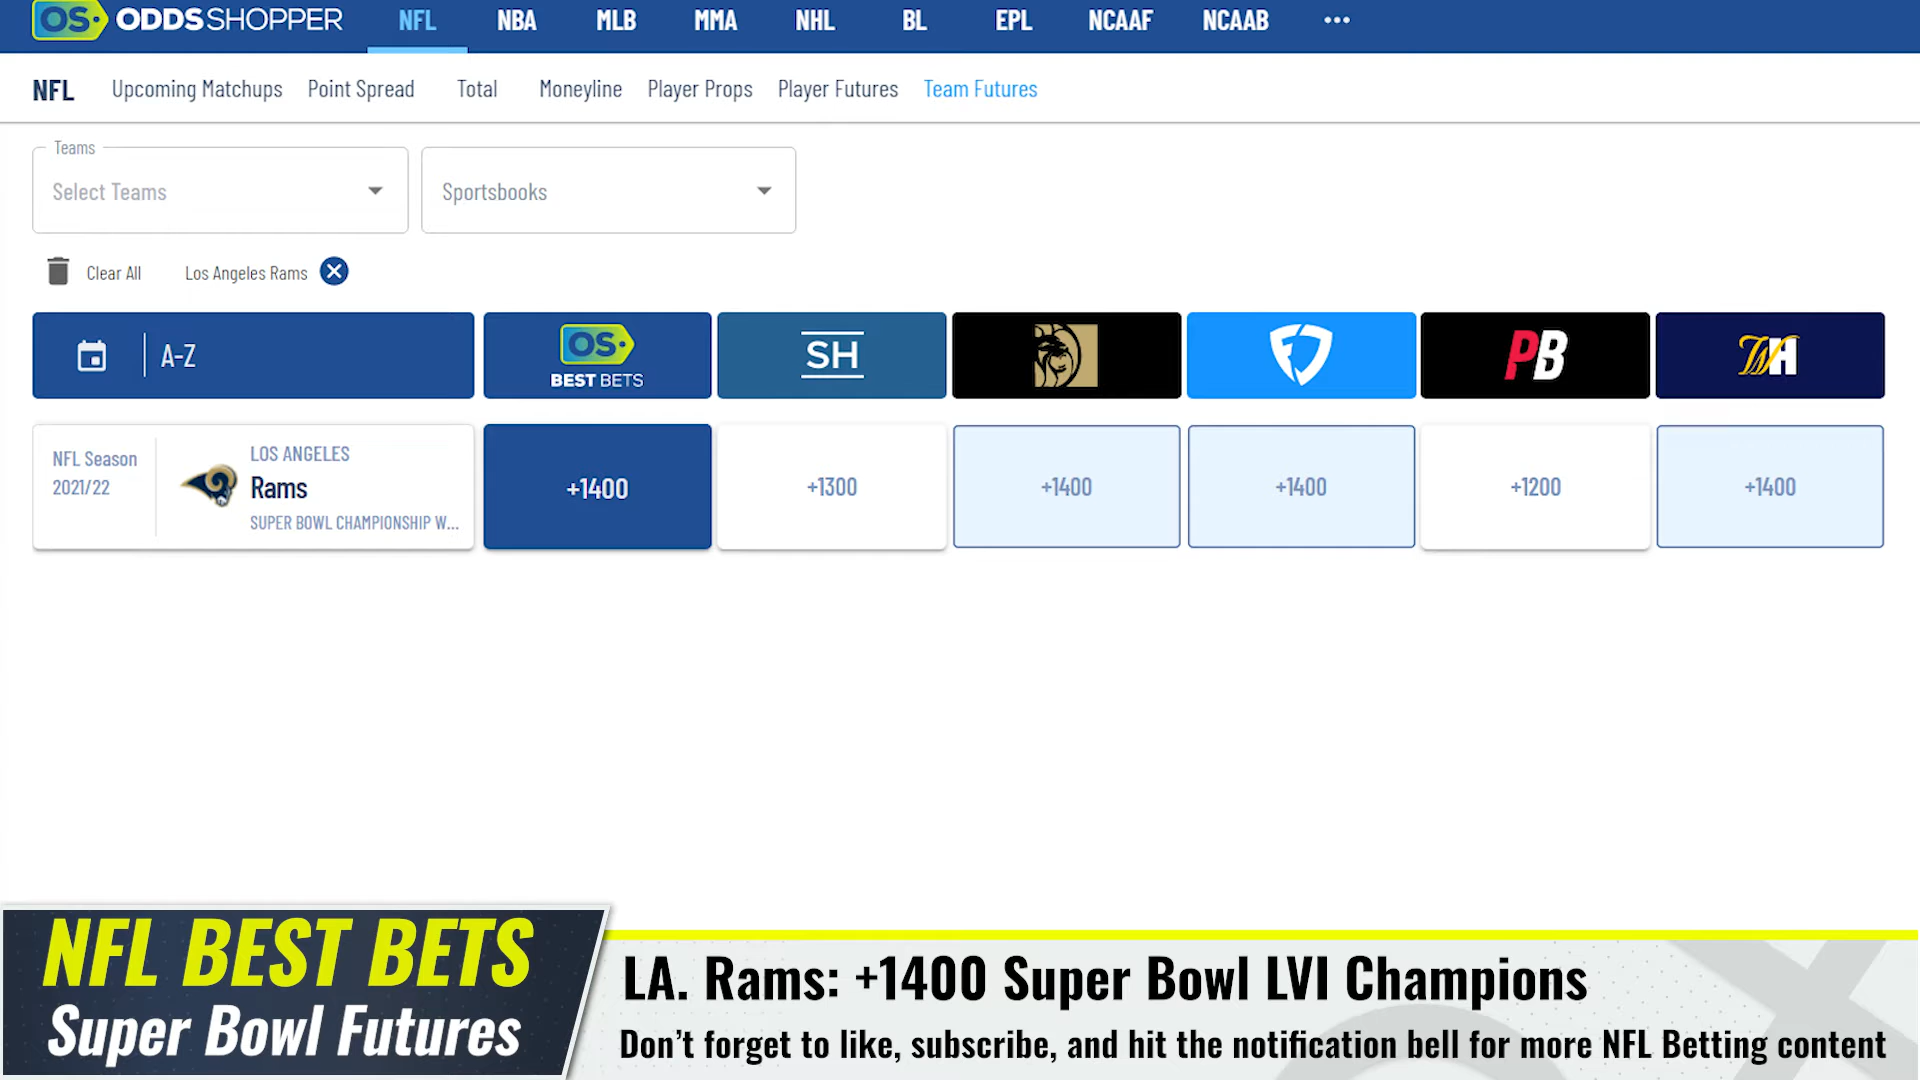 OS ODDSSHOPPER NFL NBA MLB MMA NHL BL EPL NCAAF NCAAB
NFL Upcoming Matchups Point Spread Total Moneyline Player Props Player Futures Team Futures
Teams
Select Teams Sportsbooks
Clear All Los Angeles Rams
A-Z OS BEST BETS SH PB WH
NFL Season
2021/22
LOS ANGELES
Rams
SUPER BOWL CHAMPIONSHIP W...
+1400 +1300 +1400 +1400 +1200 +1400
NFL BEST BETS
Super Bowl Futures
LA. Rams: +1400 Super Bowl LVI Champions
Don't forget to like, subscribe, and hit the notification bell for more NFL Betting content